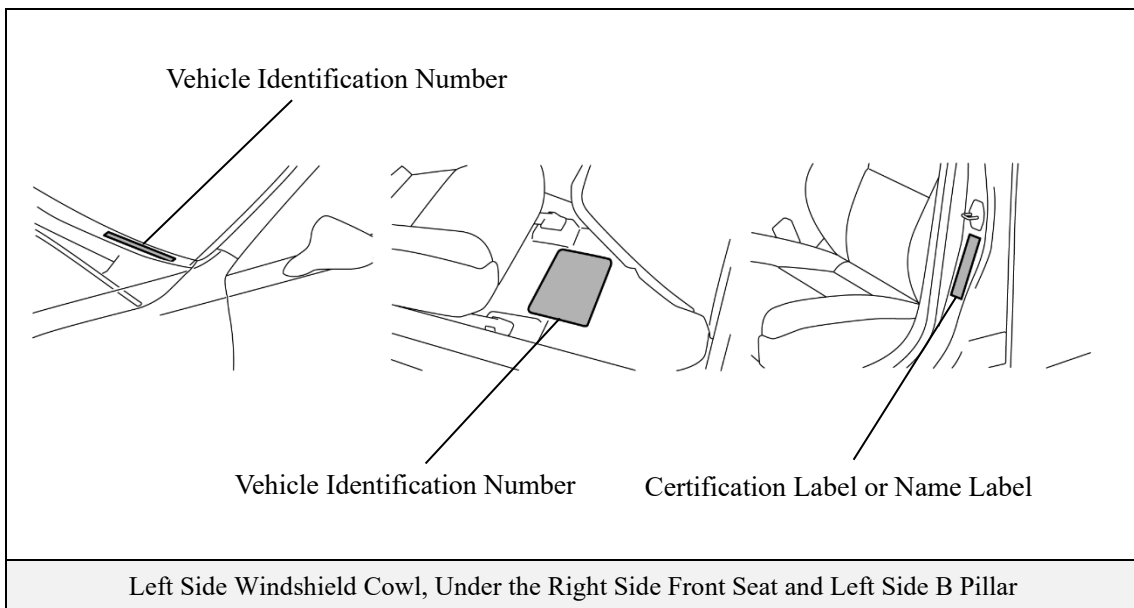 Vehicle Identification Number
Vehicle Identification Number
Certification Label or Name Label
Left Side Windshield Cowl, Under the Right Side Front Seat and Left Side B Pillar